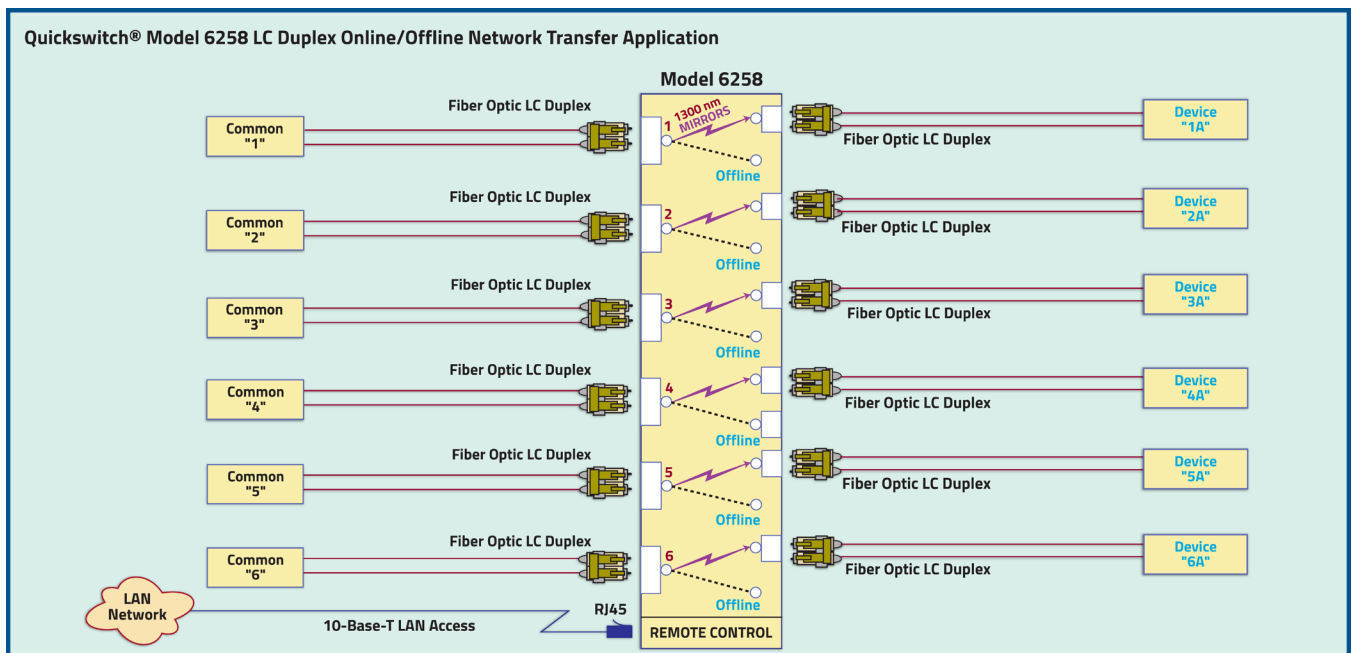 Quickswitch® Model 6258 LC Duplex Online/Offline Network Transfer Application
Model 6258
Fiber Optic LC Duplex
Common
"1"
1
1300 nm
MIRRORS
Offline
Fiber Optic LC Duplex
Device
"1A"
Fiber Optic LC Duplex
Common
"2"
2
Offline
Fiber Optic LC Duplex
Device
"2A"
Fiber Optic LC Duplex
Common
"3"
3
Offline
Fiber Optic LC Duplex
Device
"3A"
Fiber Optic LC Duplex
Common
"4"
4
Offline
Fiber Optic LC Duplex
Device
"4A"
Fiber Optic LC Duplex
Common
"5"
5
Offline
Fiber Optic LC Duplex
Device
"5A"
Fiber Optic LC Duplex
Common
"6"
6
Offline
Fiber Optic LC Duplex
Device
"6A"
LAN
Network
10-Base-T LAN Access
RJ45
REMOTE CONTROL